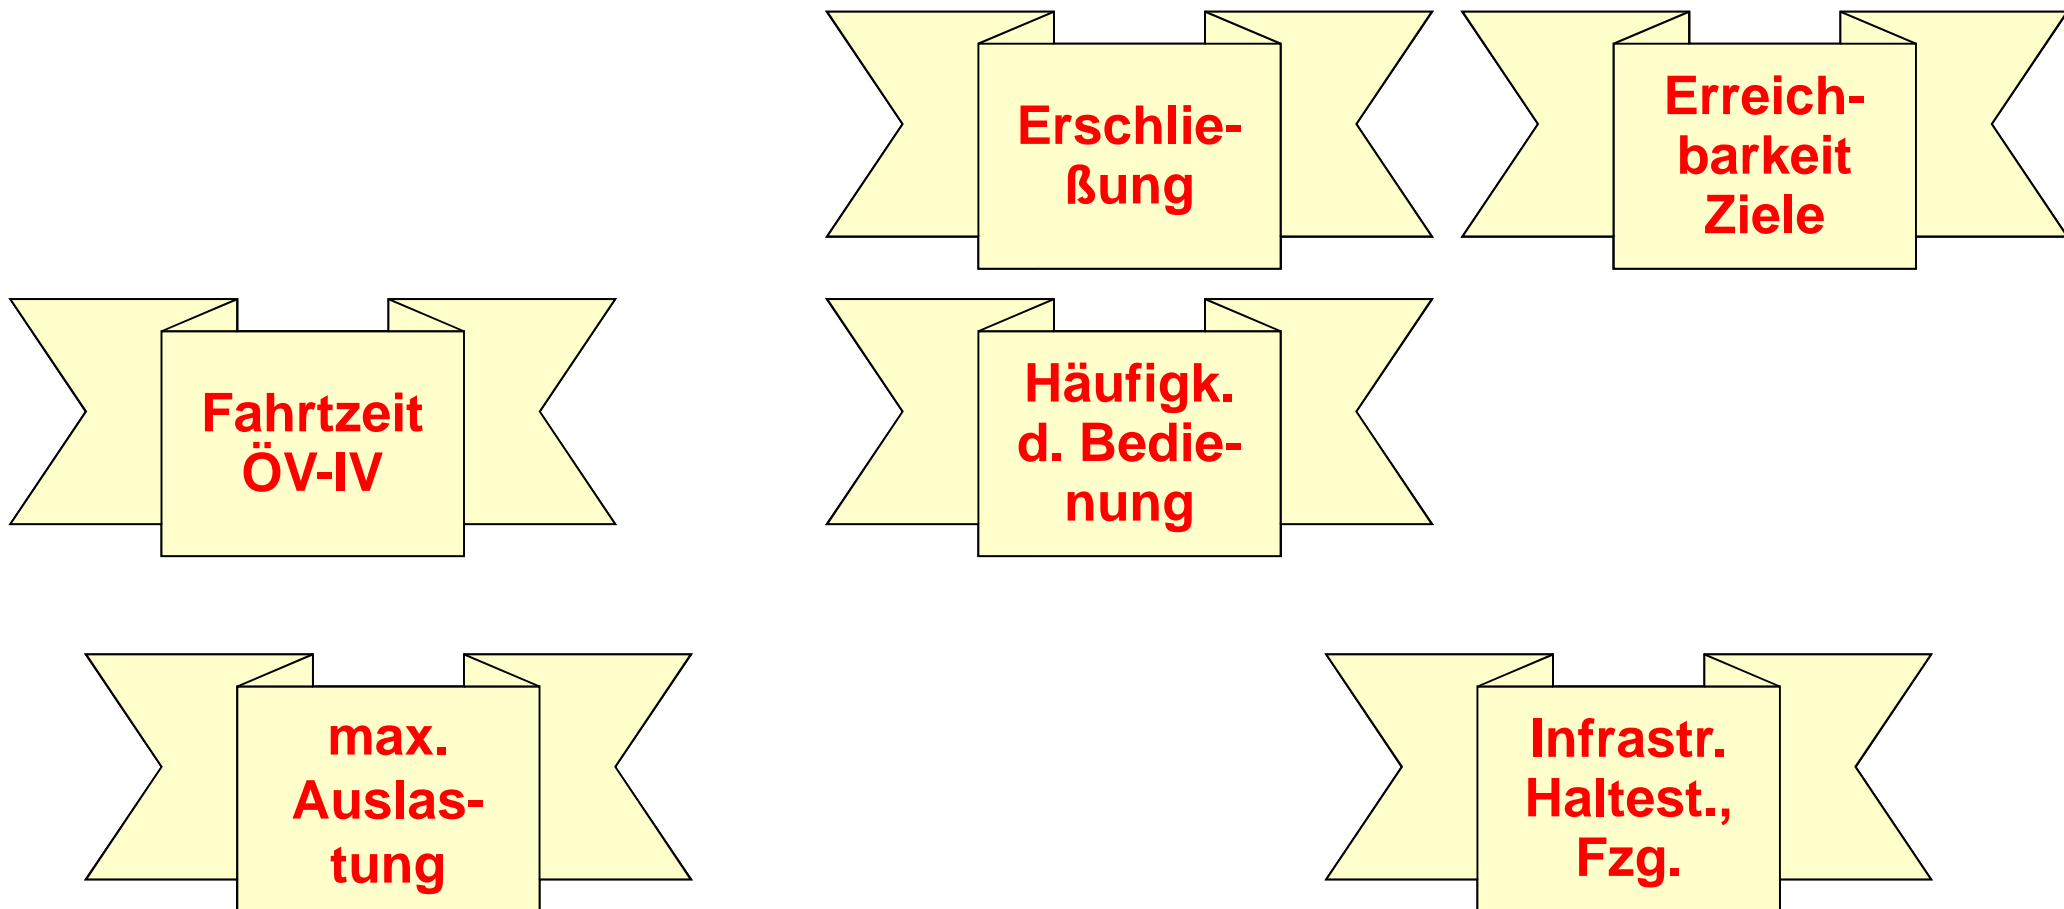 Erschlie-
ßung
Erreich-
barkeit
Ziele
Fahrtzeit
ÖV-IV
Häufigk.
d. Bedie-
nung
max.
Auslas-
tung
Infrastr.
Haltest.,
Fzg.